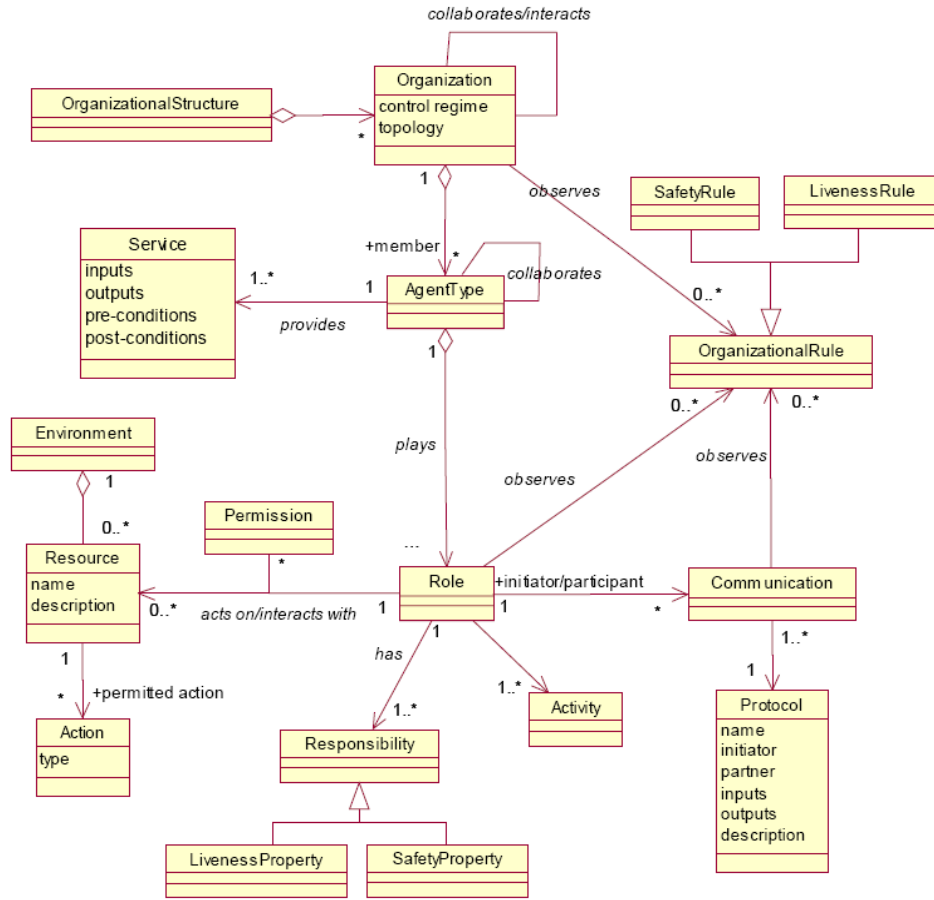 collaborates/interacts
Organization
control regime
topology
OrganizationalStructure
*
1
observes
SafetyRule
LivenessRule
Service
inputs
outputs
pre-conditions
post-conditions
+member
*
collaborates
1..*
1
AgentType
provides
0..*
1
OrganizationalRule
0..*
0..*
Environment
1
plays
observes
observes
0..*
Permission
*
...
Resource
name
description
0..*
acts on/interacts with
1
Role
+initiator/participant
1
*
Communication
1
1
has
1..*
*
+permitted action
1..*
1..*
1
Action
type
Responsibility
Activity
Protocol
name
initiator
partner
inputs
outputs
description
LivenessProperty
SafetyProperty